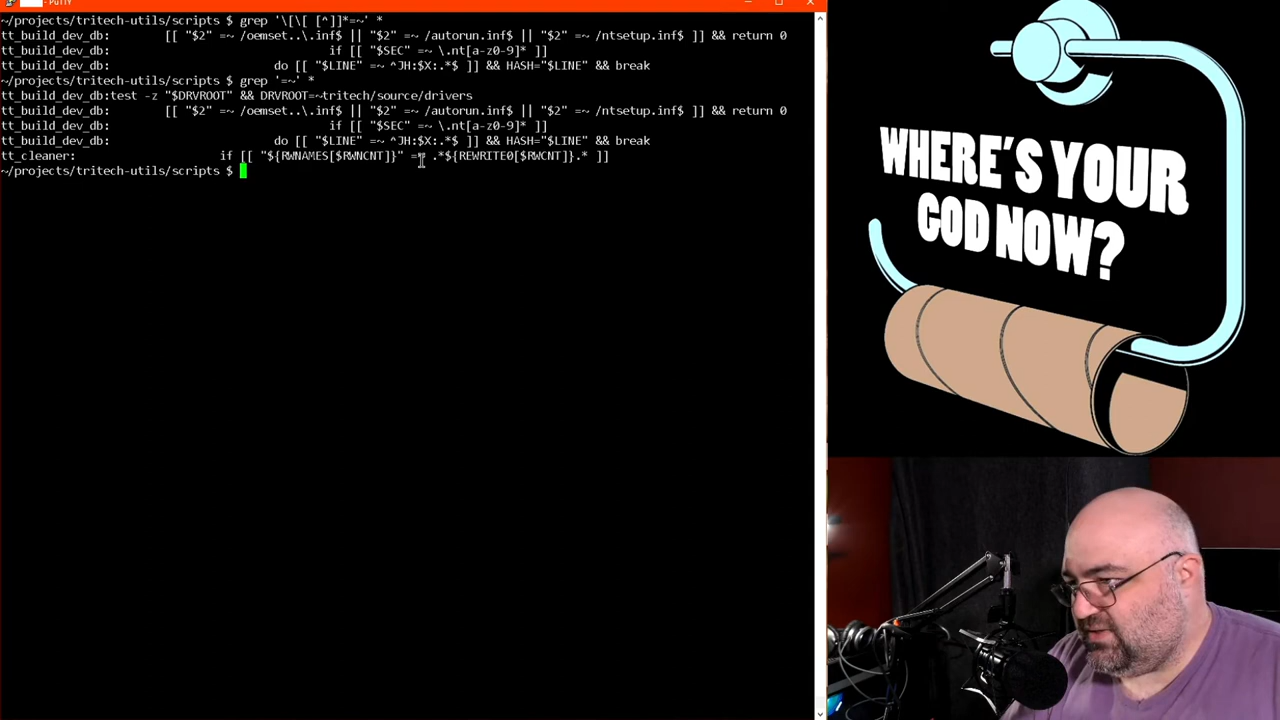 PuTTY
~/projects/tritech-utils/scripts $ grep '\[\[ [^]]*=~' *
tt_build_dev_db:        [[ "$2" =~ /oemset..\.inf$ || "$2" =~ /autorun.inf$ || "$2" =~ /ntsetup.inf$ ]] && return 0
tt_build_dev_db:                                if [[ "$SEC" =~ \.nt[a-z0-9]* ]]
tt_build_dev_db:                        do [[ "$LINE" =~ ^JH:$X:.*$ ]] && HASH="$LINE" && break
~/projects/tritech-utils/scripts $ grep '=~' *
tt_build_dev_db:test -z "$DRVROOT" && DRVROOT=~tritech/source/drivers
tt_build_dev_db:        [[ "$2" =~ /oemset..\.inf$ || "$2" =~ /autorun.inf$ || "$2" =~ /ntsetup.inf$ ]] && return 0
tt_build_dev_db:                                if [[ "$SEC" =~ \.nt[a-z0-9]* ]]
tt_build_dev_db:                        do [[ "$LINE" =~ ^JH:$X:.*$ ]] && HASH="$LINE" && break
tt_cleaner:                     if [[ "${RWNAMES[$RWNCNT]}" =~ .*${REWRITE0[$RWCNT]}.* ]]
~/projects/tritech-utils/scripts $
WHERE'S YOUR
GOD NOW?